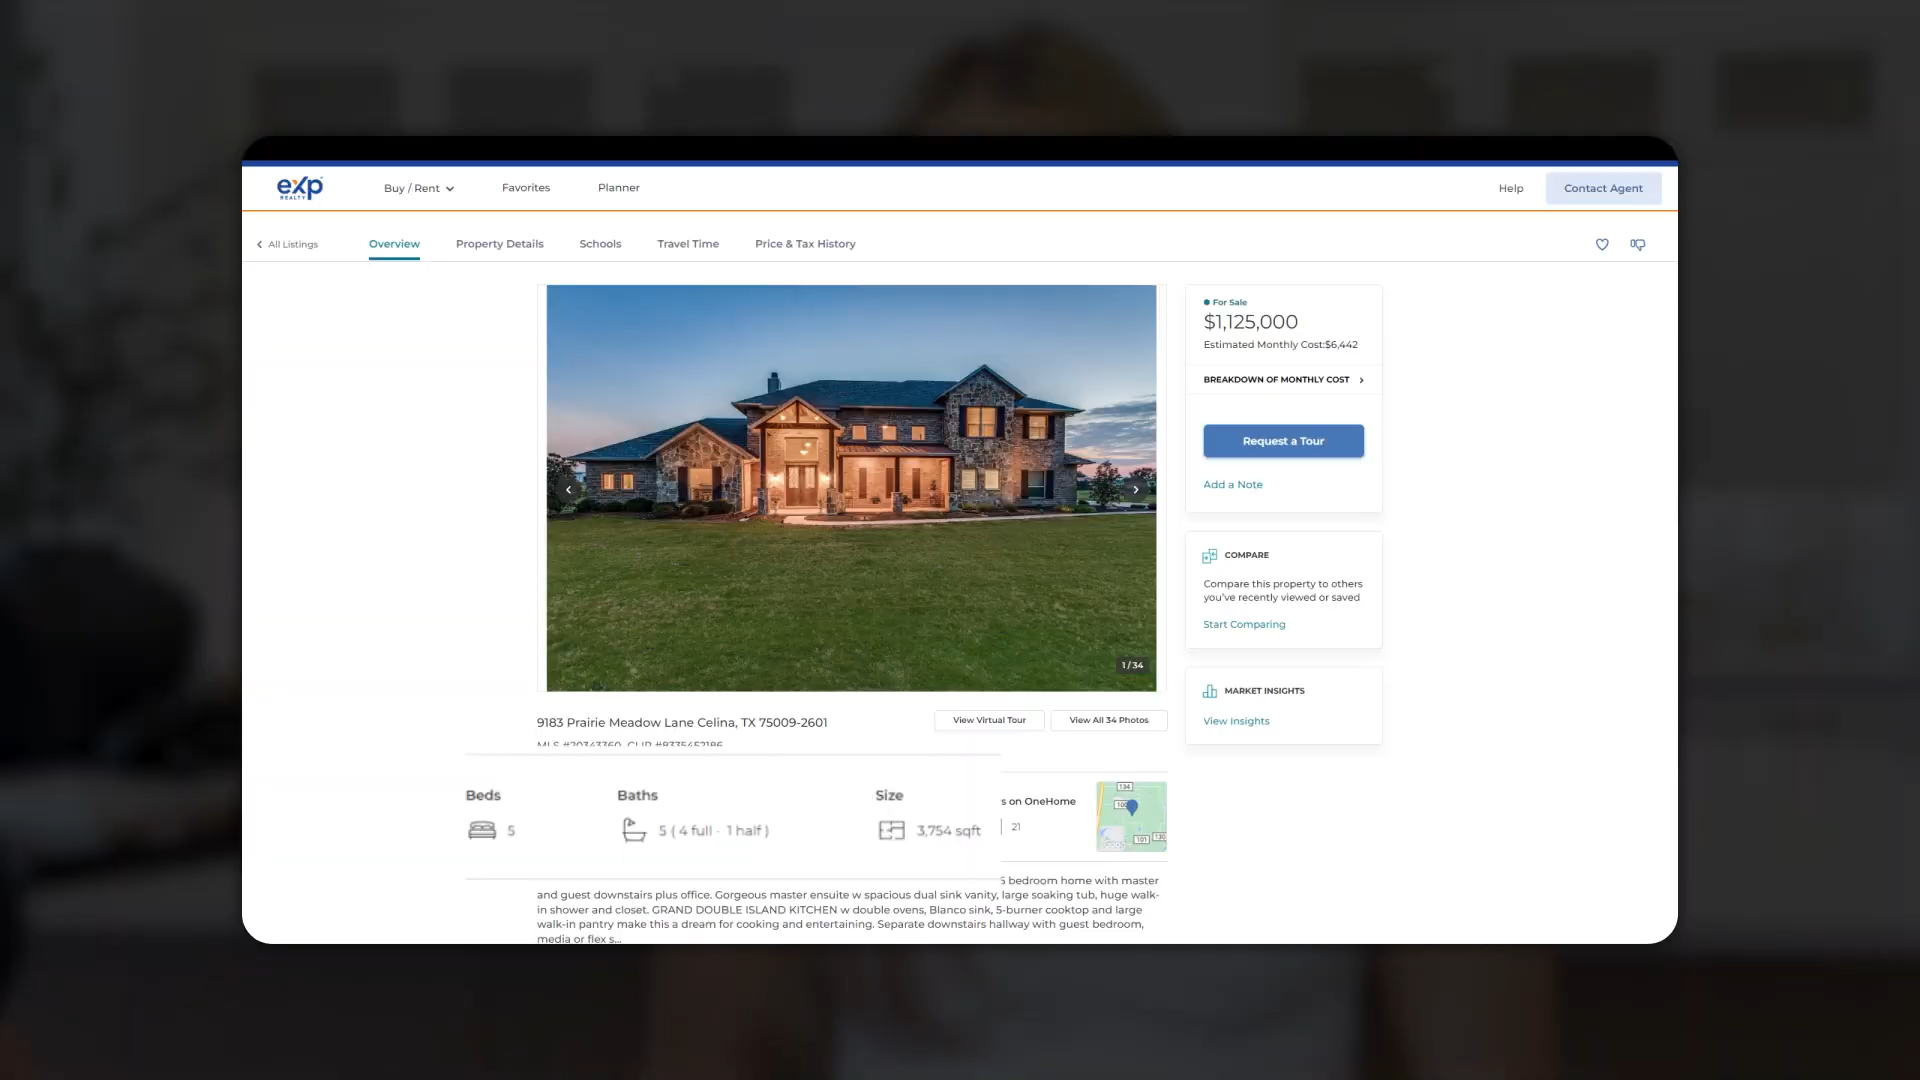 exp
REALTY
Buy / Rent
Favorites
Planner
Help
Contact Agent
All Listings
Overview
Property Details
Schools
Travel Time
Price & Tax History
For Sale
$1,125,000
Estimated Monthly Cost:$6,442
BREAKDOWN OF MONTHLY COST
Request a Tour
Add a Note
COMPARE
Compare this property to others
you've recently viewed or saved
Start Comparing
MARKET INSIGHTS
View Insights
1 / 34
9183 Prairie Meadow Lane Celina, TX 75009-2601
View Virtual Tour
View All 34 Photos
MLS #20343360 CLIP #8335452186
Beds
5
Baths
5 ( 4 full · 1 half )
Size
3,754 sqft
s on OneHome
21
134
101
5 bedroom home with master
and guest downstairs plus office. Gorgeous master ensuite w spacious dual sink vanity, large soaking tub, huge walk-
in shower and closet. GRAND DOUBLE ISLAND KITCHEN w double ovens, Blanco sink, 5-burner cooktop and large
walk-in pantry make this a dream for cooking and entertaining. Separate downstairs hallway with guest bedroom,
media or flex s...